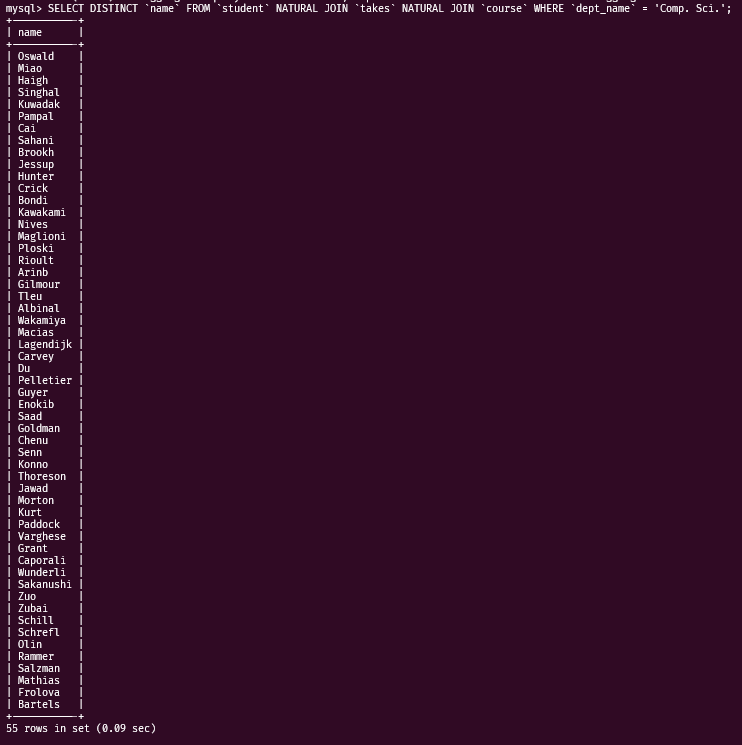 mysql> SELECT DISTINCT `name` FROM `student` NATURAL JOIN `takes` NATURAL JOIN `course` WHERE `dept_name` = 'Comp. Sci.';
+-----------+
| name      |
+-----------+
| Oswald    |
| Miao      |
| Haigh     |
| Singhal   |
| Kuwadak   |
| Pampal    |
| Cai       |
| Sahani    |
| Brookh    |
| Jessup    |
| Hunter    |
| Crick     |
| Bondi     |
| Kawakami  |
| Nives     |
| Maglioni  |
| Ploski    |
| Rioult    |
| Arinb     |
| Gilmour   |
| Tleu      |
| Albinal   |
| Wakamiya  |
| Macias    |
| Lagendijk |
| Carvey    |
| Du        |
| Pelletier |
| Guyer     |
| Enokib    |
| Saad      |
| Goldman   |
| Chenu     |
| Senn      |
| Konno     |
| Thoreson  |
| Jawad     |
| Morton    |
| Kurt      |
| Paddock   |
| Varghese  |
| Grant     |
| Caporali  |
| Wunderli  |
| Sakanushi |
| Zuo       |
| Zubai     |
| Schill    |
| Schrefl   |
| Olin      |
| Rammer    |
| Salzman   |
| Mathias   |
| Frolova   |
| Bartels   |
+-----------+
55 rows in set (0.09 sec)